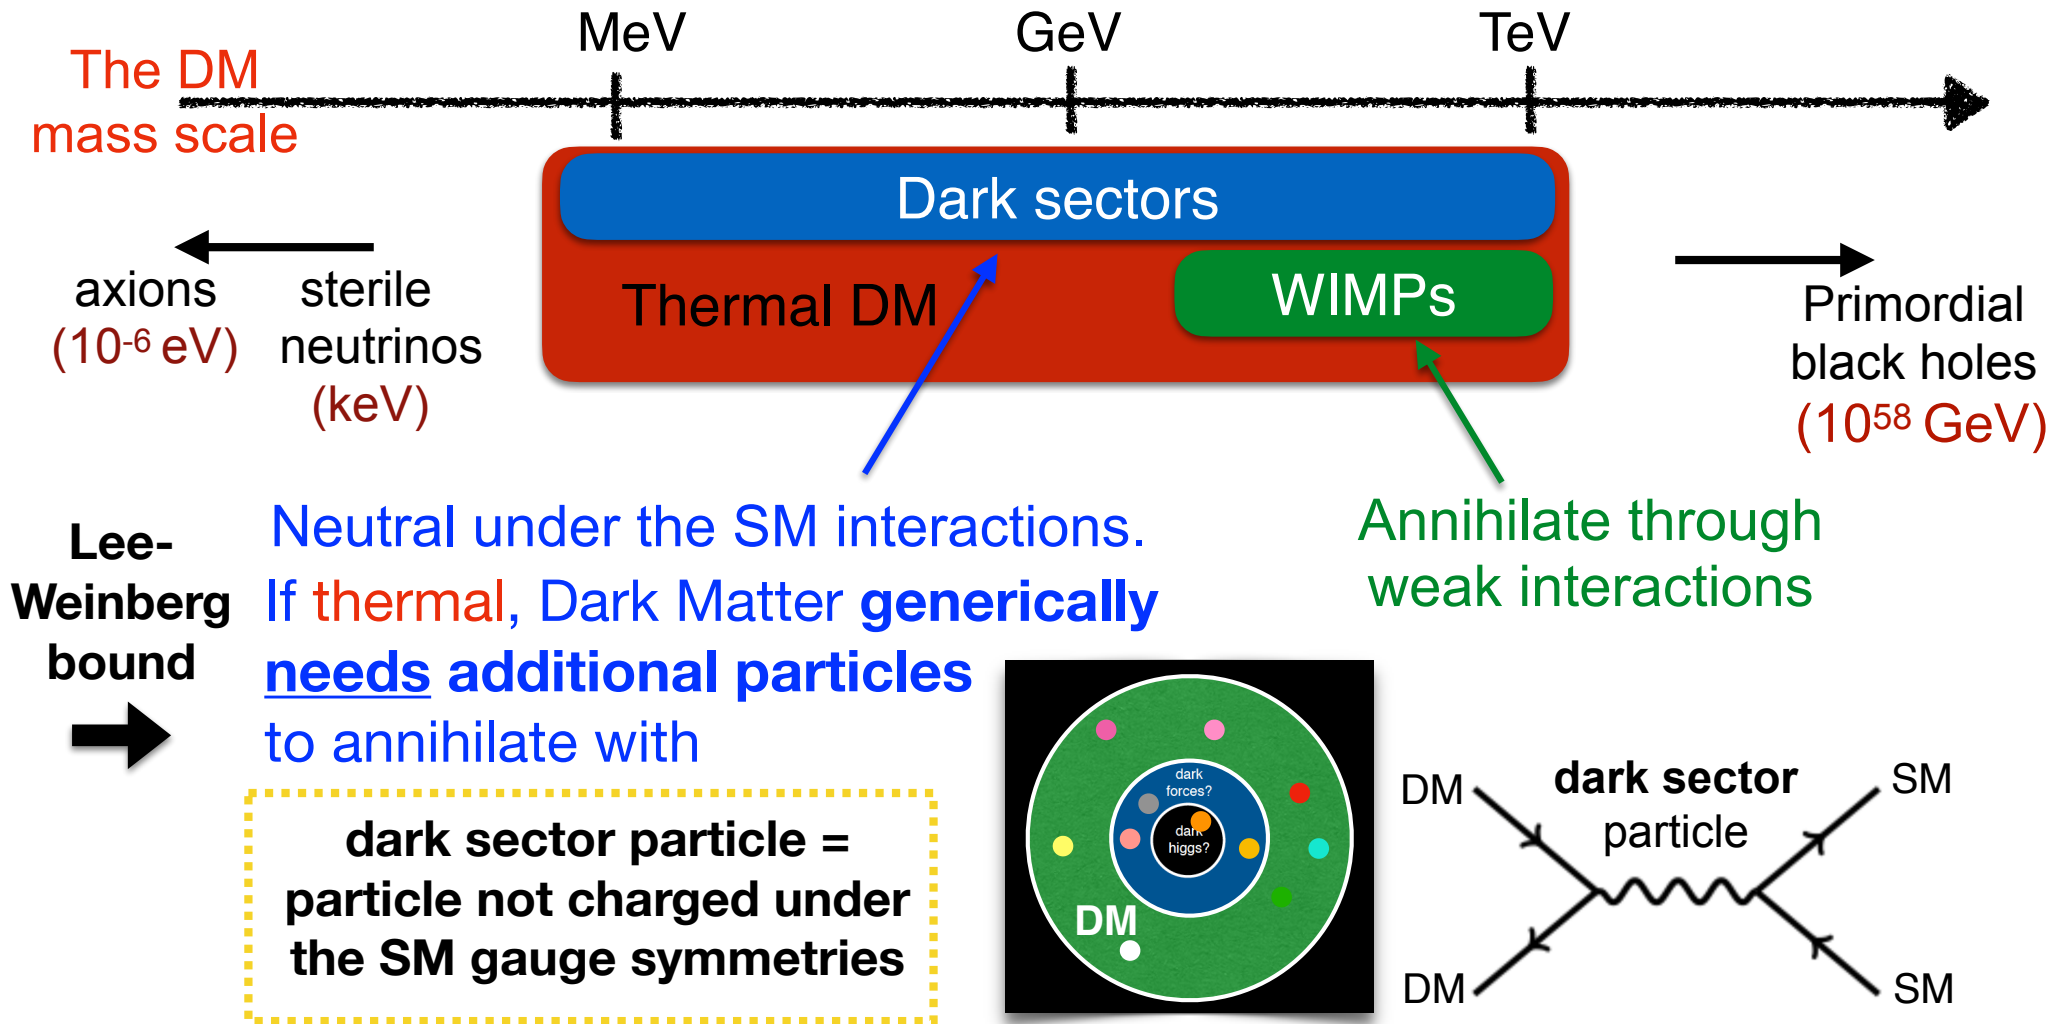 MeV
GeV
TeV
The DM
mass scale
Dark sectors
Thermal DM
WIMPs
axions
(10⁻⁶ eV)
sterile
neutrinos
(keV)
Primordial
black holes
(10⁵⁸ GeV)
Lee-
Weinberg
bound
Neutral under the SM interactions.
If thermal, Dark Matter generically
needs additional particles
to annihilate with
Annihilate through
weak interactions
dark sector particle =
particle not charged under
the SM gauge symmetries
dark
forces?
dark
higgs?
DM
DM
dark sector
particle
SM
DM
SM